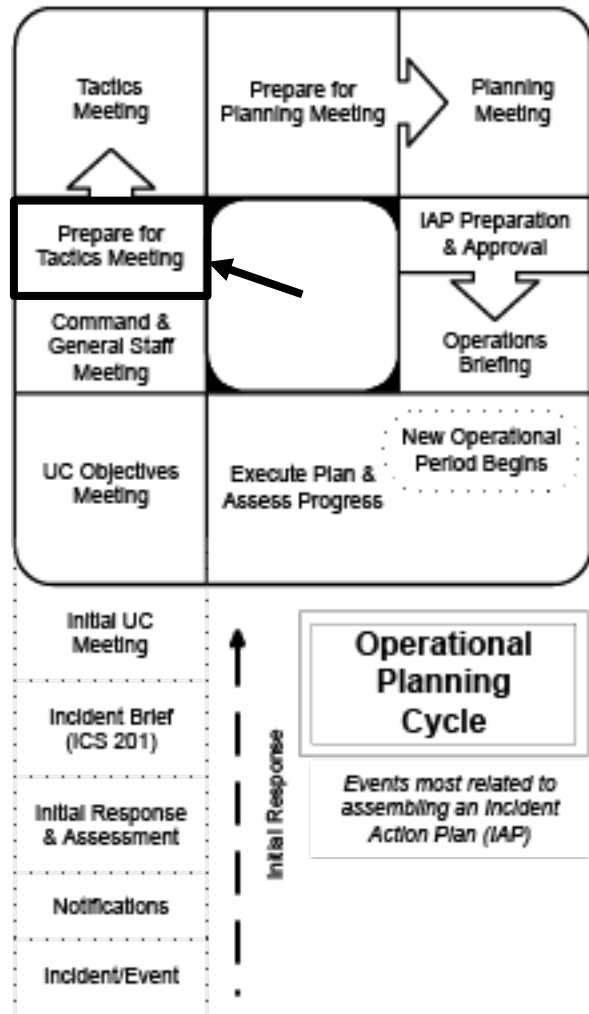 Tactics
Meeting
Prepare for
Planning Meeting
Planning
Meeting
Prepare for
Tactics Meeting
IAP Preparation
& Approval
Command &
General Staff
Meeting
Operations
Briefing
UC Objectives
Meeting
Execute Plan &
Assess Progress
New Operational
Period Begins
Initial UC
Meeting
Incident Brief
(ICS 201)
Initial Response
& Assessment
Notifications
Incident/Event
Initial Response
Operational
Planning
Cycle
Events most related to
assembling an Incident
Action Plan (IAP)